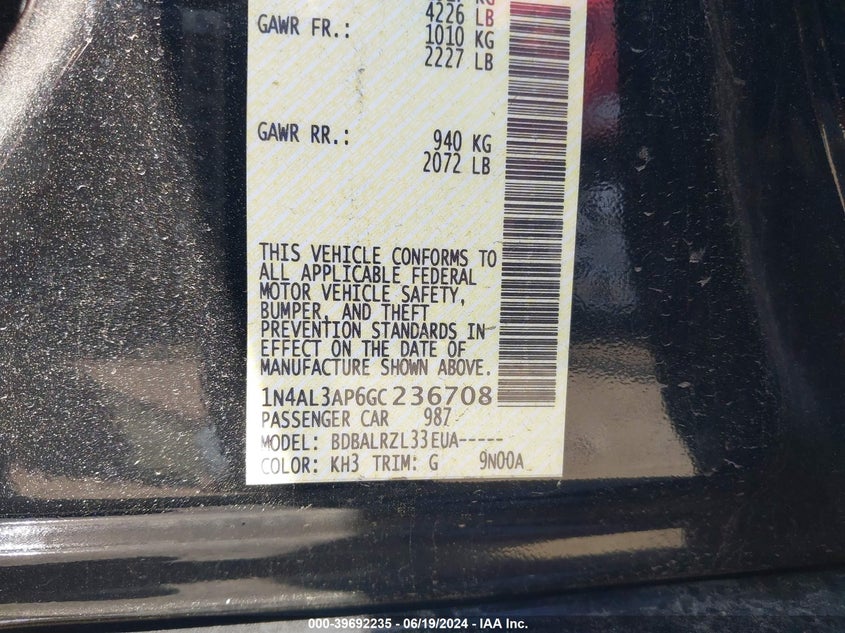 4226 LB
GAWR FR.: 1010 KG
2227 LB
GAWR RR.: 940 KG
2072 LB
THIS VEHICLE CONFORMS TO
ALL APPLICABLE FEDERAL
MOTOR VEHICLE SAFETY,
BUMPER, AND THEFT
PREVENTION STANDARDS IN
EFFECT ON THE DATE OF
MANUFACTURE SHOWN ABOVE.
1N4AL3AP6GC236708
PASSENGER CAR 987
MODEL: BDBALRZL33EUA-----
COLOR: KH3 TRIM: G 9N00A
000-39692235 - 06/19/2024 - IAA Inc.